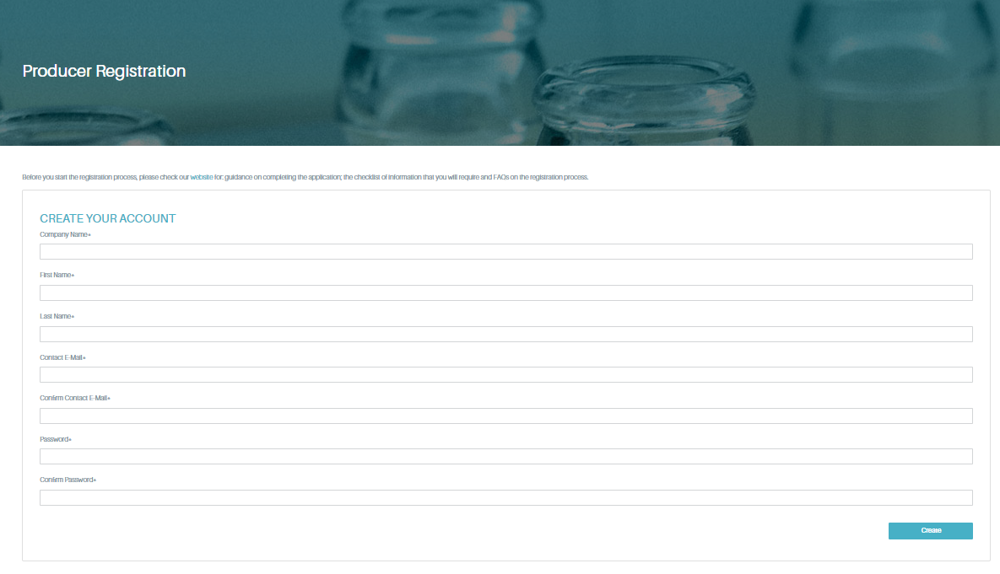 Producer Registration
Before you start the registration process, please check our website for: guidance on completing the application; the checklist of information that you will require and FAQs on the registration process.
CREATE YOUR ACCOUNT
Company Name*
First Name*
Last Name*
Contact E-Mail*
Confirm Contact E-Mail*
Password*
Confirm Password*
Create